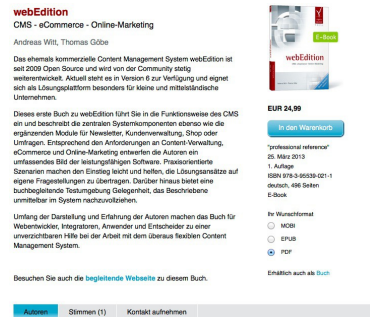 webEdition
CMS - eCommerce - Online-Marketing
Andreas Witt, Thomas Göbe
Das ehemals kommerzielle Content Management System webEdition ist
seit 2009 Open Source und wird von der Community stetig
weiterentwickelt. Aktuell steht es in Version 6 zur Verfügung und eignet
sich als Lösungsplattform besonders für kleine und mittelständische
Unternehmen.
Dieses erste Buch zu webEdition führt Sie in die Funktionsweise des CMS
ein und beschreibt die zentralen Systemkomponenten ebenso wie die
ergänzenden Module für Newsletter, Kundenverwaltung, Shop oder
Umfragen. Entsprechend den Anforderungen an Content-Verwaltung,
eCommerce und Online-Marketing entwerfen die Autoren ein
umfassendes Bild der leistungsfähigen Software. Praxisorientierte
Szenarien machen den Einstieg leicht und helfen, die Lösungsansätze auf
eigene Fragestellungen zu übertragen. Darüber hinaus bietet eine
buchbegleitende Testumgebung Gelegenheit, das Beschriebene
unmittelbar im System nachzuvollziehen.
Umfang der Darstellung und Erfahrung der Autoren machen das Buch für
Webentwickler, Integratoren, Anwender und Entscheider zu einer
unverzichtbaren Hilfe bei der Arbeit mit dem überaus flexiblen Content
Management System.
Besuchen Sie auch die begleitende Webseite zu diesem Buch.
Autoren
Stimmen (1)
Kontakt aufnehmen
E-Book
webEdition
EUR 24,99
In den Warenkorb
"professional reference"
25. März 2013
1. Auflage
ISBN 978-3-95539-021-1
deutsch, 496 Seiten
E-Book
Ihr Wunschformat
MOBI
EPUB
PDF
Erhältlich auch als Buch